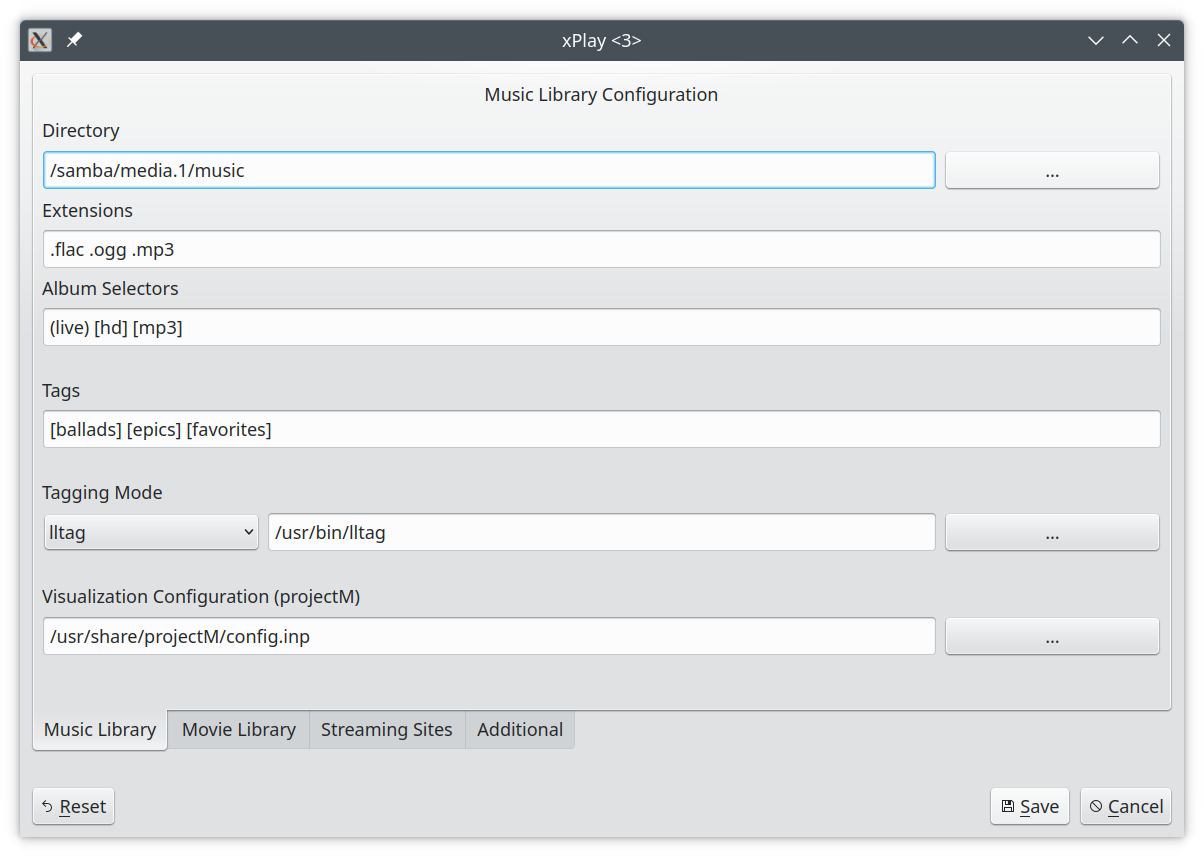 xPlay <3>
Music Library Configuration
Directory
/samba/media.1/music
...
Extensions
.flac .ogg .mp3
Album Selectors
(live) [hd] [mp3]
Tags
[ballads] [epics] [favorites]
Tagging Mode
lltag /usr/bin/lltag ...
Visualization Configuration (projectM)
/usr/share/projectM/config.inp ...
Music Library Movie Library Streaming Sites Additional
Reset Save Cancel